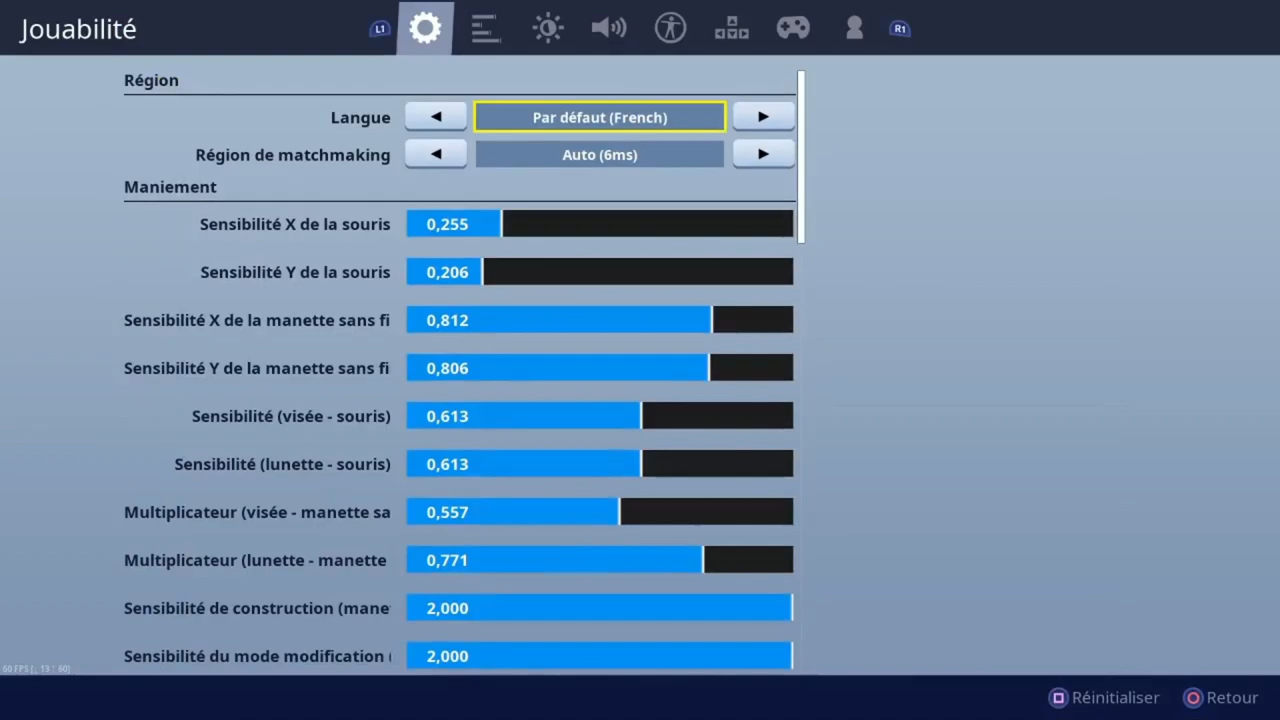 Jouabilité
L1
R1
Région
Langue
Par défaut (French)
Région de matchmaking
Auto (6ms)
Maniement
Sensibilité X de la souris
0,255
Sensibilité Y de la souris
0,206
Sensibilité X de la manette sans fi
0,812
Sensibilité Y de la manette sans fi
0,806
Sensibilité (visée - souris)
0,613
Sensibilité (lunette - souris)
0,613
Multiplicateur (visée - manette sa
0,557
Multiplicateur (lunette - manette
0,771
Sensibilité de construction (mane
2,000
Sensibilité du mode modification (
2,000
Réinitialiser
Retour